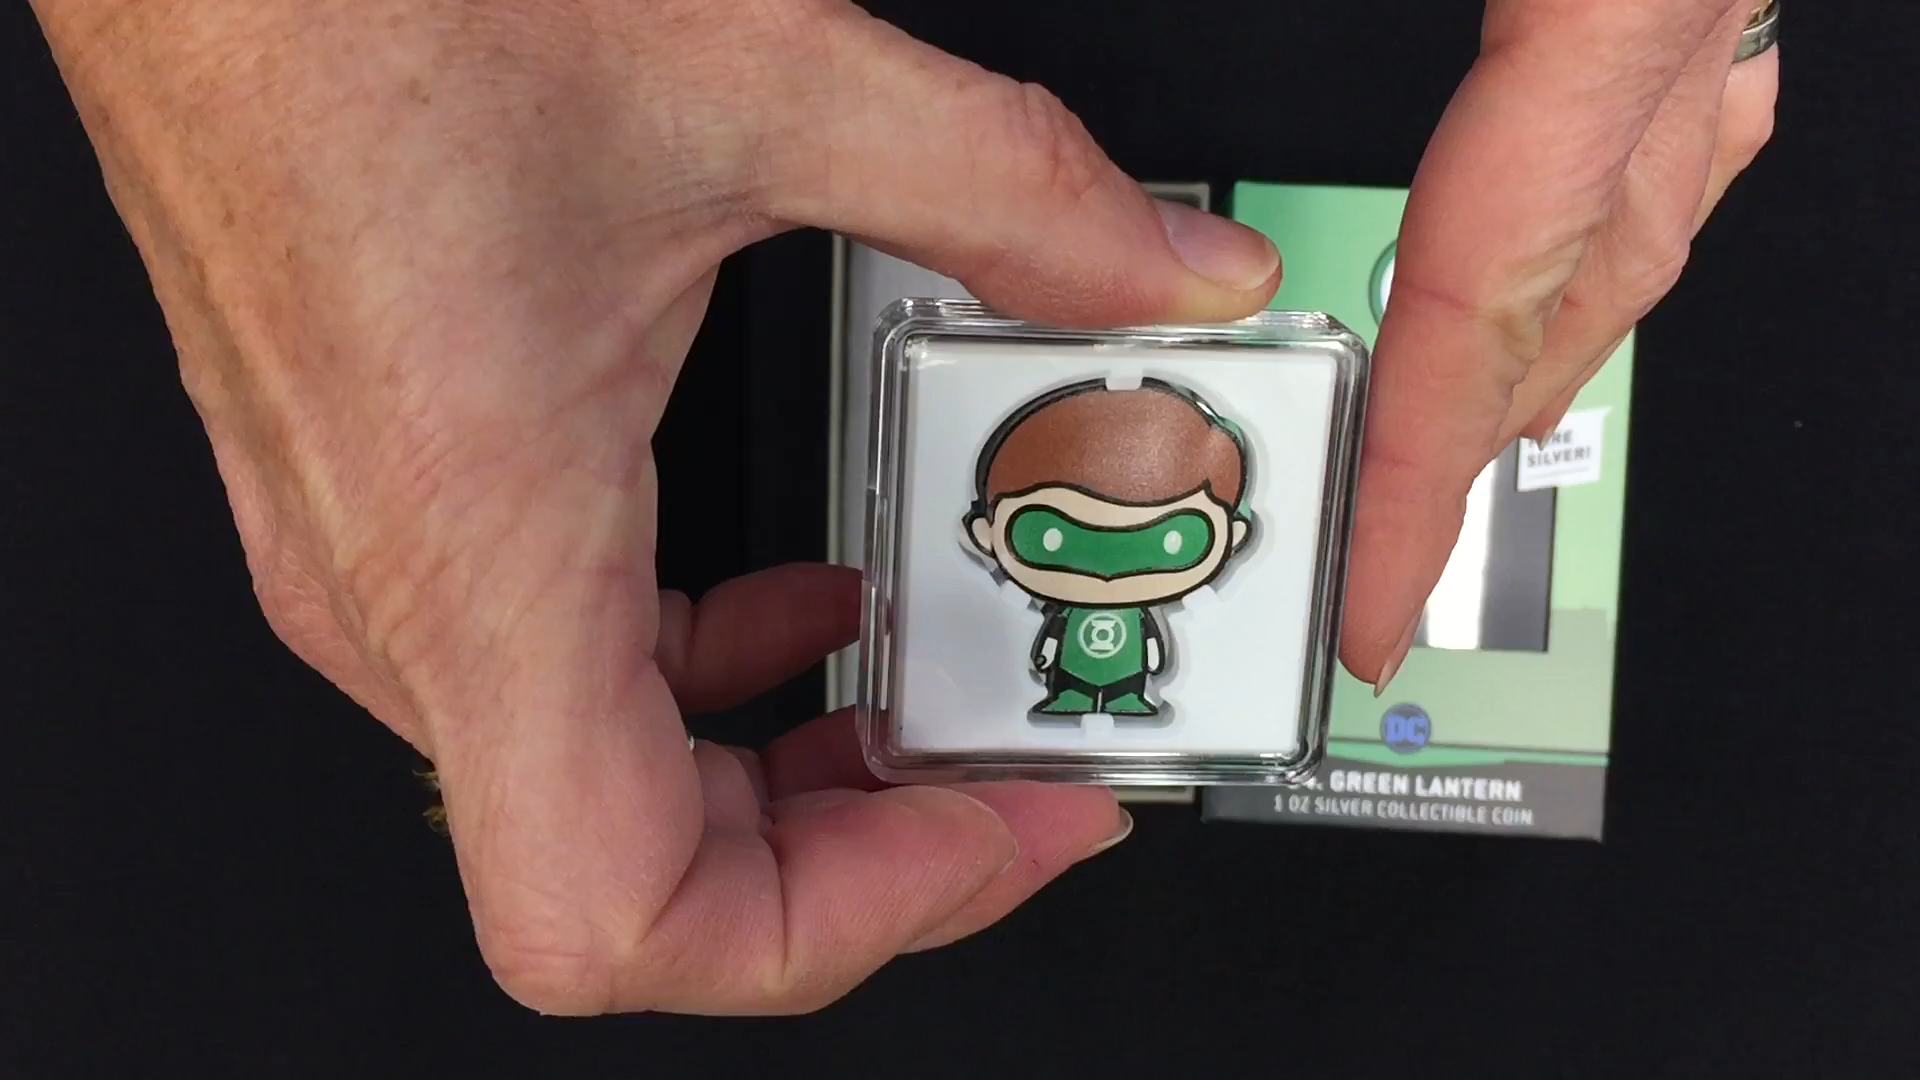 SILVER!
DC
GREEN LANTERN
1 OZ SILVER COLLECTIBLE COIN